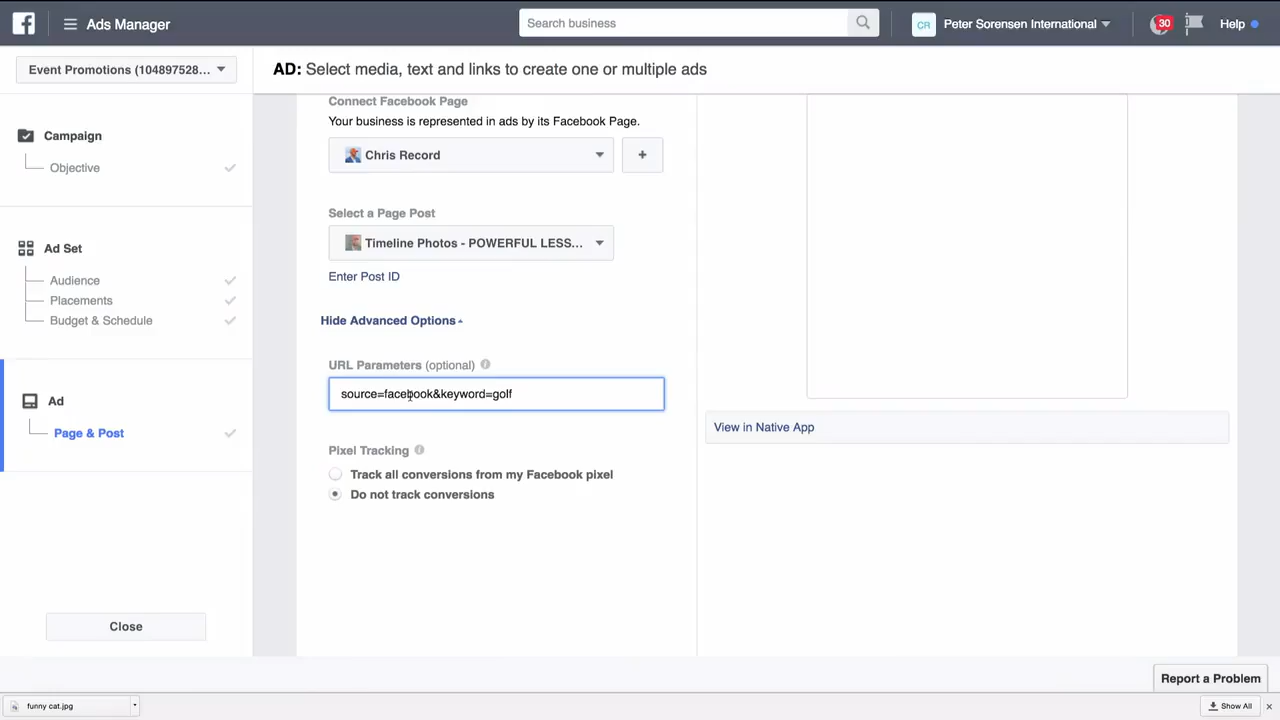 Ads Manager
Search business
CR
Peter Sorensen International
30
Help
Event Promotions (104897528...
AD: Select media, text and links to create one or multiple ads
Campaign
Objective
Ad Set
Audience
Placements
Budget & Schedule
Ad
Page & Post
Close
Connect Facebook Page
Your business is represented in ads by its Facebook Page.
Chris Record
+
Select a Page Post
Timeline Photos - POWERFUL LESS...
Enter Post ID
Hide Advanced Options
URL Parameters (optional)
source=facebook&keyword=golf
Pixel Tracking
Track all conversions from my Facebook pixel
Do not track conversions
View in Native App
Report a Problem
funny cat.jpg
Show All